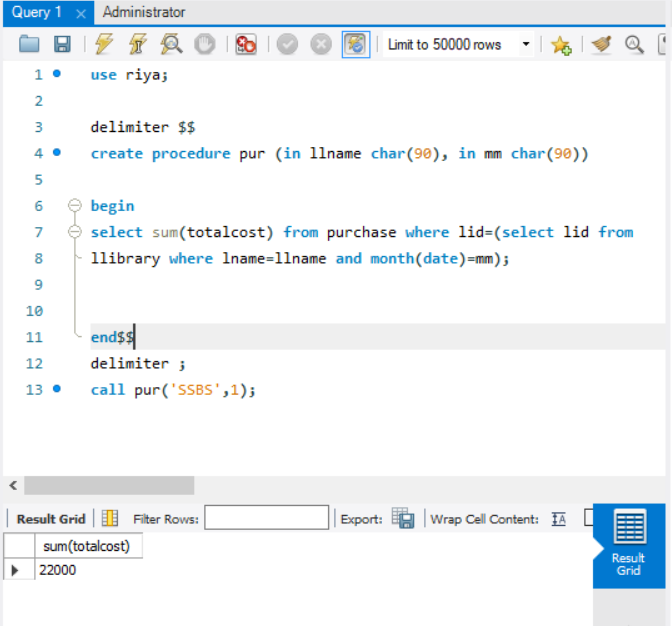 Query 1 × Administrator
Limit to 50000 rows
1 use riya;
2
3 delimiter $$
4 create procedure pur (in llname char(90), in mm char(90))
5
6 begin
7 select sum(totalcost) from purchase where lid=(select lid from
8 llibrary where lname=llname and month(date)=mm);
9
10
11 end$$
12 delimiter ;
13 call pur('SSBS',1);
Result Grid Filter Rows: Export: Wrap Cell Content: IA
sum(totalcost)
22000
Result
Grid